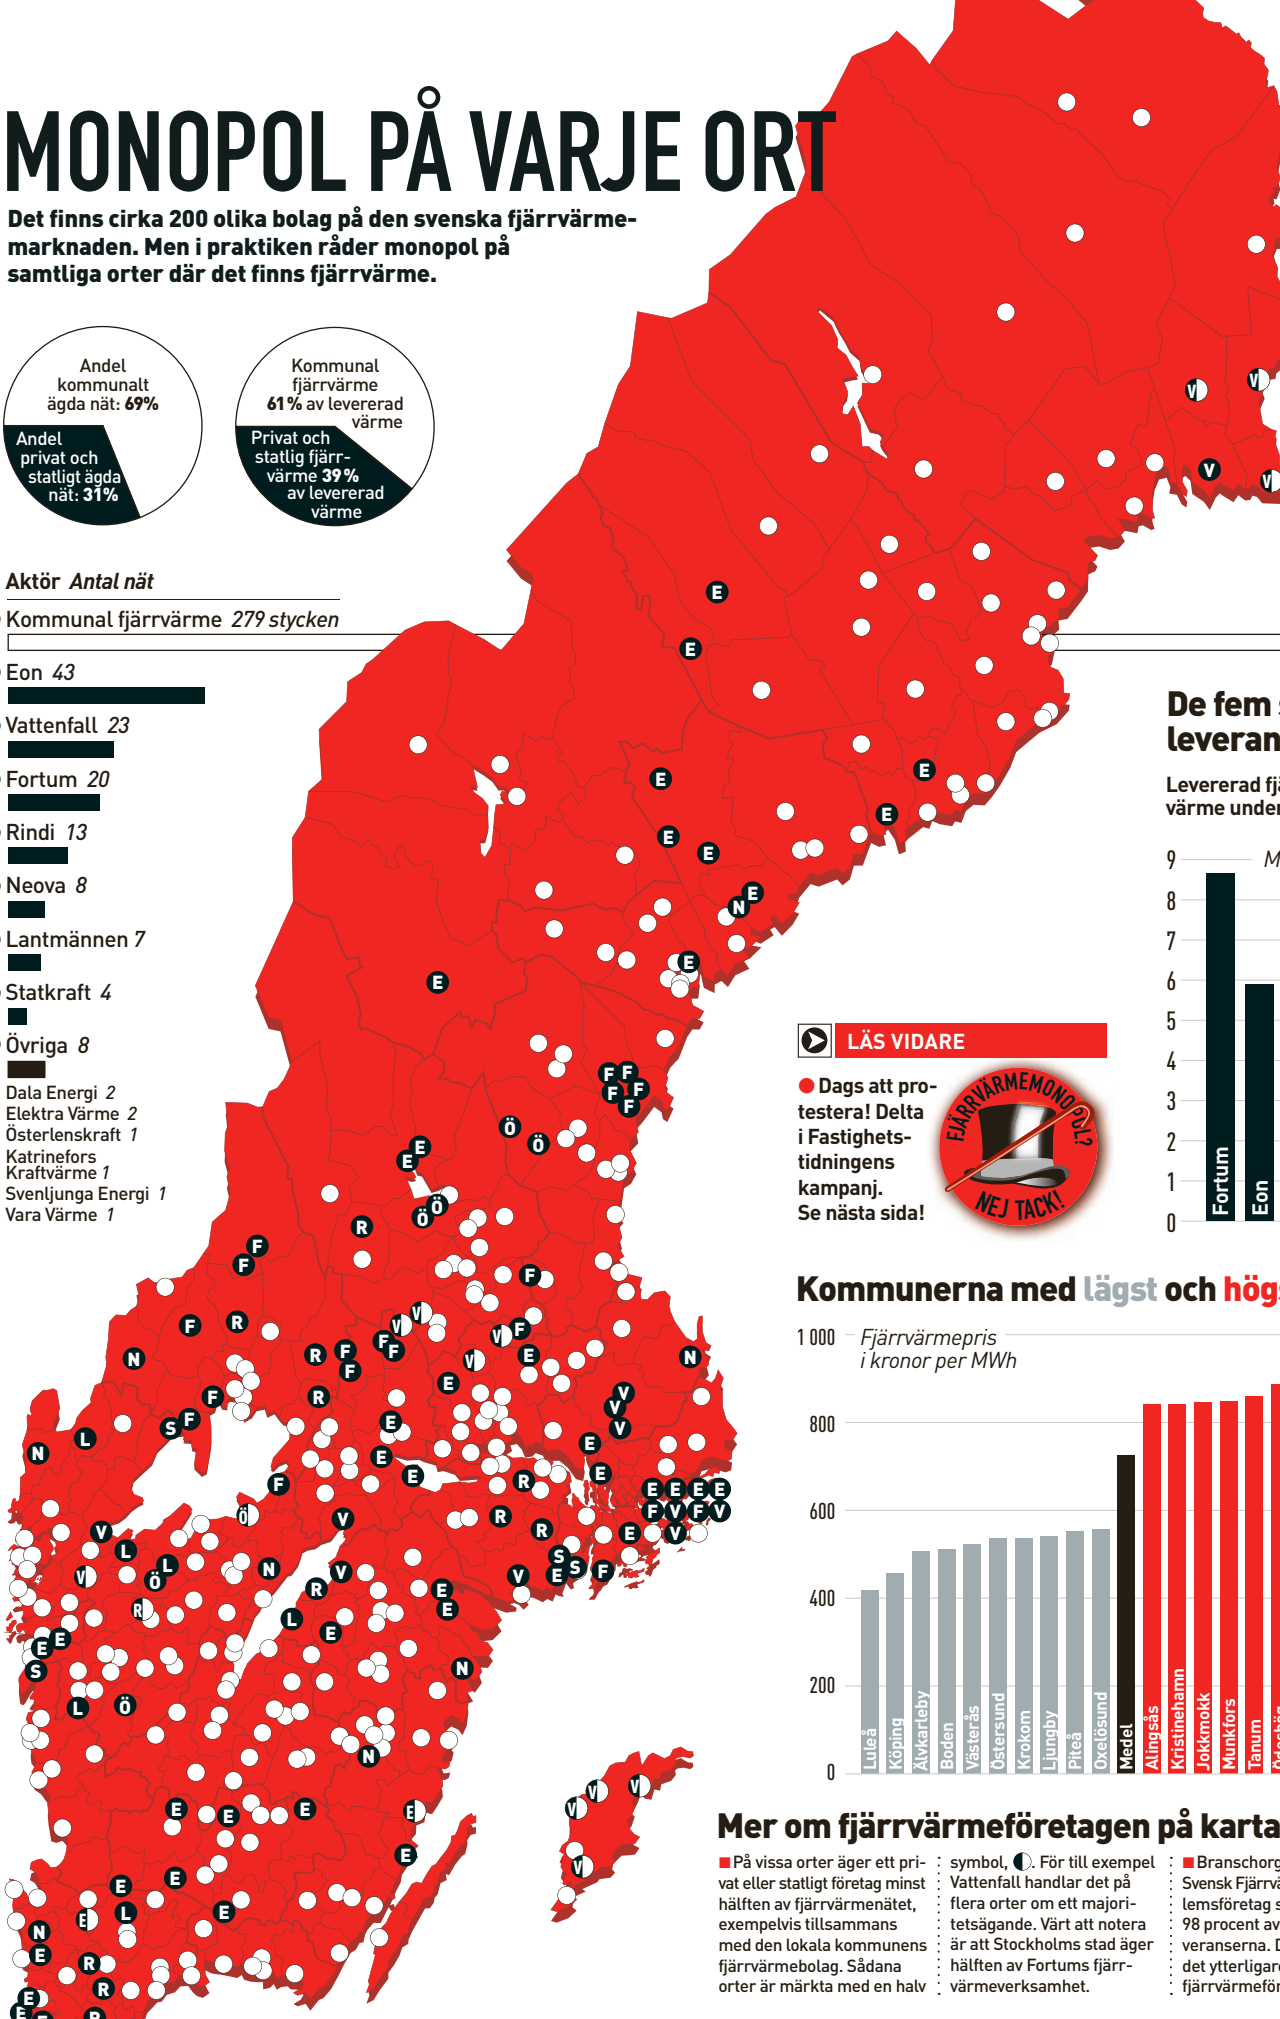 MONOPOL PÅ VARJE ORT
Det finns cirka 200 olika bolag på den svenska fjärrvärme-
marknaden. Men i praktiken råder monopol på
samtliga orter där det finns fjärrvärme.
Andel
kommunalt
ägda nät: 69%
Andel
privat och
statligt ägda
nät: 31%
Kommunal
fjärrvärme
61% av levererad
värme
Privat och
statlig fjärr-
värme 39%
av levererad
värme
Aktör Antal nät
Kommunal fjärrvärme 279 stycken
Eon 43
Vattenfall 23
Fortum 20
Rindi 13
Neova 8
Lantmännen 7
Statkraft 4
Övriga 8
Dala Energi 2
Elektra Värme 2
Österlenskraft 1
Katrinefors
Kraftvärme 1
Svenljunga Energi 1
Vara Värme 1
De fem
leveran
Levererad fjä
värme under
9
8
7
6
5
4
3
2
1
0
M
Fortum
Eon
LÄS VIDARE
Dags att pro-
testera! Delta
i Fastighets-
tidningens
kampanj.
Se nästa sida!
FJÄRRVÄRMEMONOPOL?
NEJ TACK!
Kommunerna med lägst och högs
Fjärrvärmepris
i kronor per MWh
1 000
800
600
400
200
0
Luleå
Köping
Älvkarleby
Boden
Västerås
Östersund
Krokom
Ljungby
Piteå
Oxelösund
Medel
Alingsås
Kristinehamn
Jokkmokk
Munkfors
Tanum
Ödeshög
Mer om fjärrvärmeföretagen på karta
På vissa orter äger ett pri-
vat eller statligt företag minst
hälften av fjärrvärmenätet,
exempelvis tillsammans
med den lokala kommunens
fjärrvärmebolag. Sådana
orter är märkta med en halv
symbol, . För till exempel
Vattenfall handlar det på
flera orter om ett majori-
tetsägande. Värt att notera
är att Stockholms stad äger
hälften av Fortums fjärr-
värmeverksamhet.
Branschorg
Svensk Fjärrvä
lemsföretag s
98 procent av
veranserna. D
det ytterligare
fjärrvärmeför